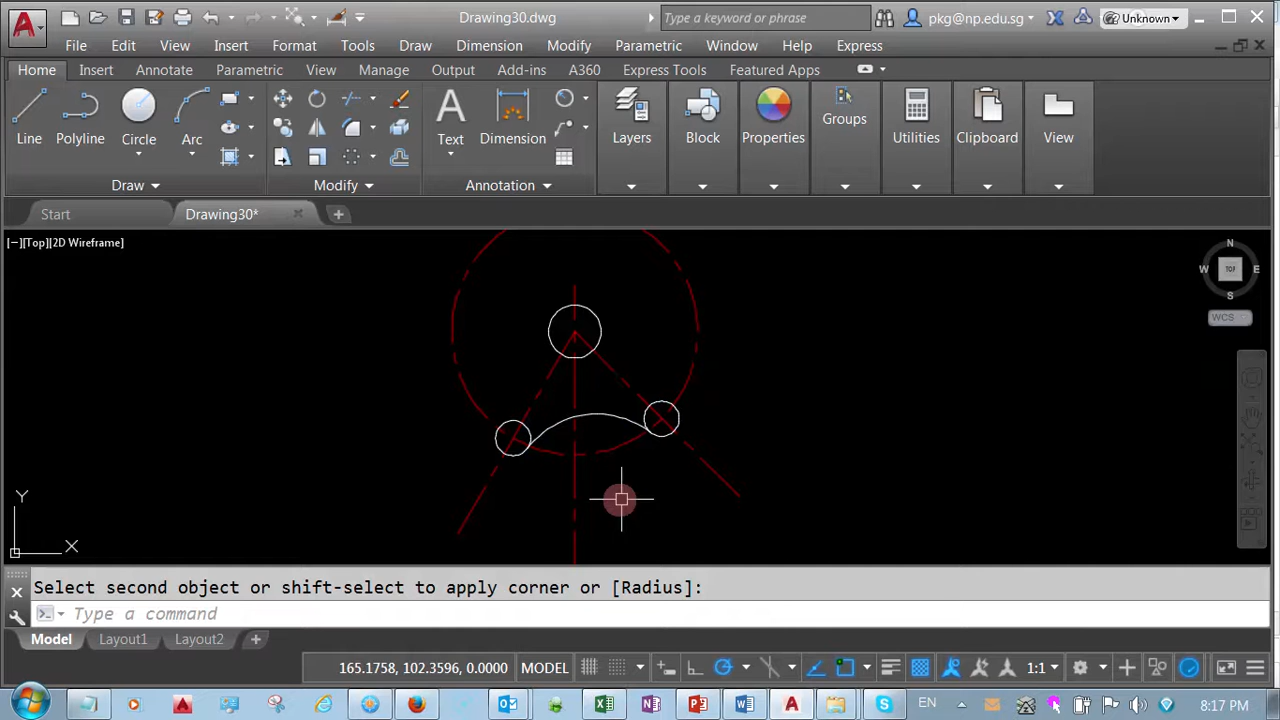 Drawing30.dwg
Type a keyword or phrase
pkg@np.edu.sg
Unknown
File Edit View Insert Format Tools Draw Dimension Modify Parametric Window Help Express
Home Insert Annotate Parametric View Manage Output Add-ins A360 Express Tools Featured Apps
Line Polyline Circle Arc
A
Text Dimension
Layers Block Properties Groups Utilities Clipboard View
Draw Modify Annotation
Start Drawing30*
[−][Top][2D Wireframe]
N
W TOP E
S
WCS
Y
X
Select second object or shift-select to apply corner or [Radius]:
Type a command
Model Layout1 Layout2 +
165.1758, 102.3596, 0.0000 MODEL 1:1
EN 8:17 PM